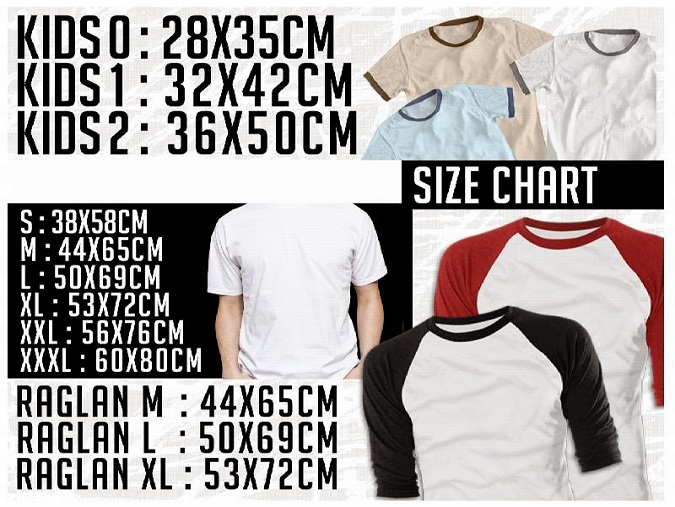 KIDS 0 : 28X35CM
KIDS 1 : 32X42CM
KIDS 2 : 36X50CM
SIZE CHART
S : 38X58CM
M : 44X65CM
L : 50X69CM
XL : 53X72CM
XXL : 56X76CM
XXXL : 60X80CM
RAGLAN M : 44X65CM
RAGLAN L : 50X69CM
RAGLAN XL : 53X72CM